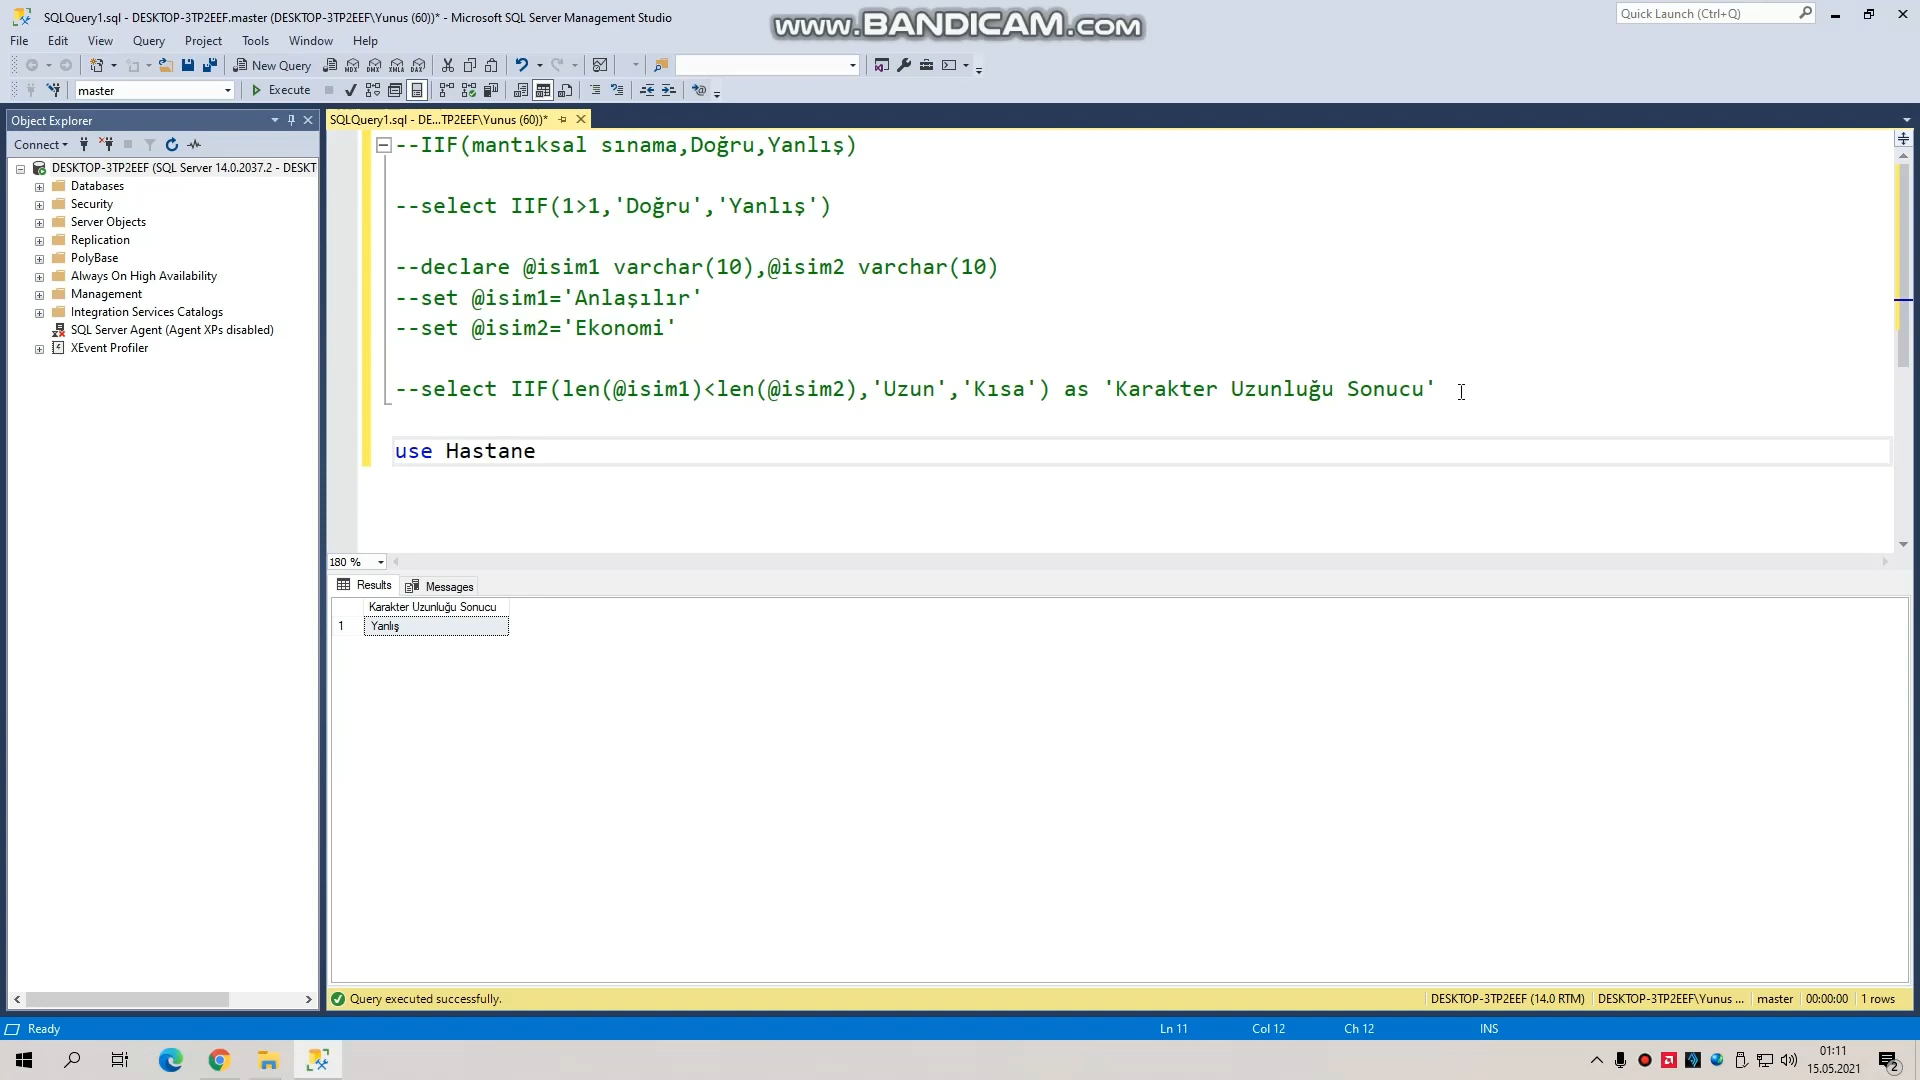 SQLQuery1.sql - DESKTOP-3TP2EEF.master (DESKTOP-3TP2EEF\Yunus (60))* - Microsoft SQL Server Management Studio
www.BANDICAM.com
Quick Launch (Ctrl+Q)
File Edit View Query Project Tools Window Help
New Query
master
Execute
Object Explorer
SQLQuery1.sql - DE...TP2EEF\Yunus (60))*
Connect
DESKTOP-3TP2EEF (SQL Server 14.0.2037.2 - DESKT
Databases
Security
Server Objects
Replication
PolyBase
Always On High Availability
Management
Integration Services Catalogs
SQL Server Agent (Agent XPs disabled)
XEvent Profiler
--IIF(mantıksal sınama,Doğru,Yanlış)
--select IIF(1>1,'Doğru','Yanlış')
--declare @isim1 varchar(10),@isim2 varchar(10)
--set @isim1='Anlaşılır'
--set @isim2='Ekonomi'
--select IIF(len(@isim1)<len(@isim2),'Uzun','Kısa') as 'Karakter Uzunluğu Sonucu'
use Hastane
180 %
Results Messages
Karakter Uzunluğu Sonucu
1 Yanlış
Query executed successfully.
DESKTOP-3TP2EEF (14.0 RTM) DESKTOP-3TP2EEF\Yunus ... master 00:00:00 1 rows
Ready
Ln 11 Col 12 Ch 12 INS
01:11
15.05.2021
2